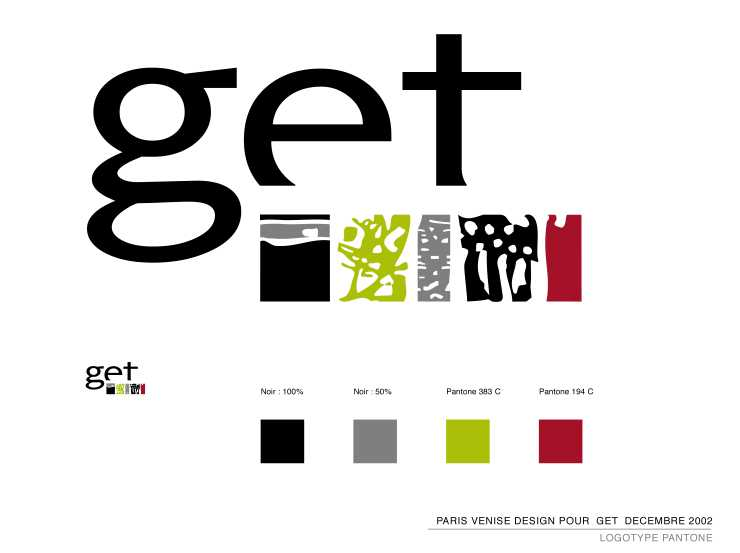 get
get
Noir : 100%
Noir : 50%
Pantone 383 C
Pantone 194 C
PARIS VENISE DESIGN POUR GET DECEMBRE 2002
LOGOTYPE PANTONE